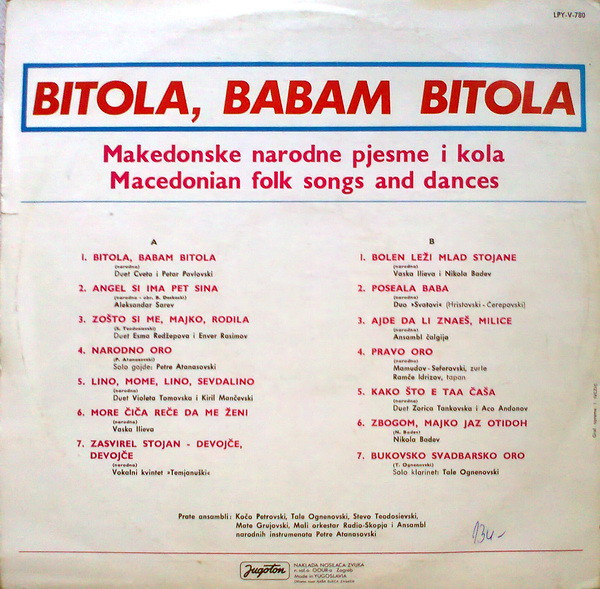 LPY-V-780
BITOLA, BABAM BITOLA
Makedonske narodne pjesme i kola
Macedonian folk songs and dances
A
1. BITOLA, BABAM BITOLA
(narodna)
Duet Cveta i Petar Pavlovski
2. ANGEL SI IMA PET SINA
(narodna - obr.
Aleksandar Sarev
3. ZOŠTO SI ME, MAJKO, RODILA
(S. Teodosievski)
Duet Esma Redžepova i Enver Rasimov
4. NARODNO ORO
(P. Atanasovski)
Solo gajde: Petre Atanasovski
5. LINO, MOME, LINO, SEVDALINO
(narodna)
Duet Violeta Tomovska i Kiril Mančevski
6. MORE ČIČA REČE DA ME ŽENI
(narodna)
Vaska Ilieva
7. ZASVIREL STOJAN - DEVOJČE,
DEVOJČE
(narodna)
Vokalni kvintet »Temjanuški«
B
1. BOLEN LEŽI MLAD STOJANE
(narodna)
Vaska Ilieva i Nikola Badev
2. POSEALA BABA
(narodna)
Duo »Svatovi« (Hristovski - Čerepovski)
3. AJDE DA LI ZNAEŠ, MILICE
(narodna)
Ansambl čalgija
4. PRAVO ORO
(narodno)
Mamudov - Seferovski, zurle
Ramče Idrizov, tapan
5. KAKO ŠTO E TAA ČAŠA
(narodna)
Duet Zorica Tankovska i Aco Andonov
6. ZBOGOM, MAJKO JAZ OTIDOH
(N. Badev)
Nikola Badev
7. BUKOVSKO SVADBARSKO ORO
(T. Ognenovski)
Solo klarinet: Tale Ognenovski
Prate ansambli: Kočo Petrovski, Tale Ognenovski, Stevo Teodosievski,
Mate Grujovski, Mali orkestar Radio-Skopja i Ansambl
narodnih instrumenata Petre Atanasovski
Jugoton
NAKLADA NOSILACA ZVUKA
Zagreb
Made in YUGOSLAVIA